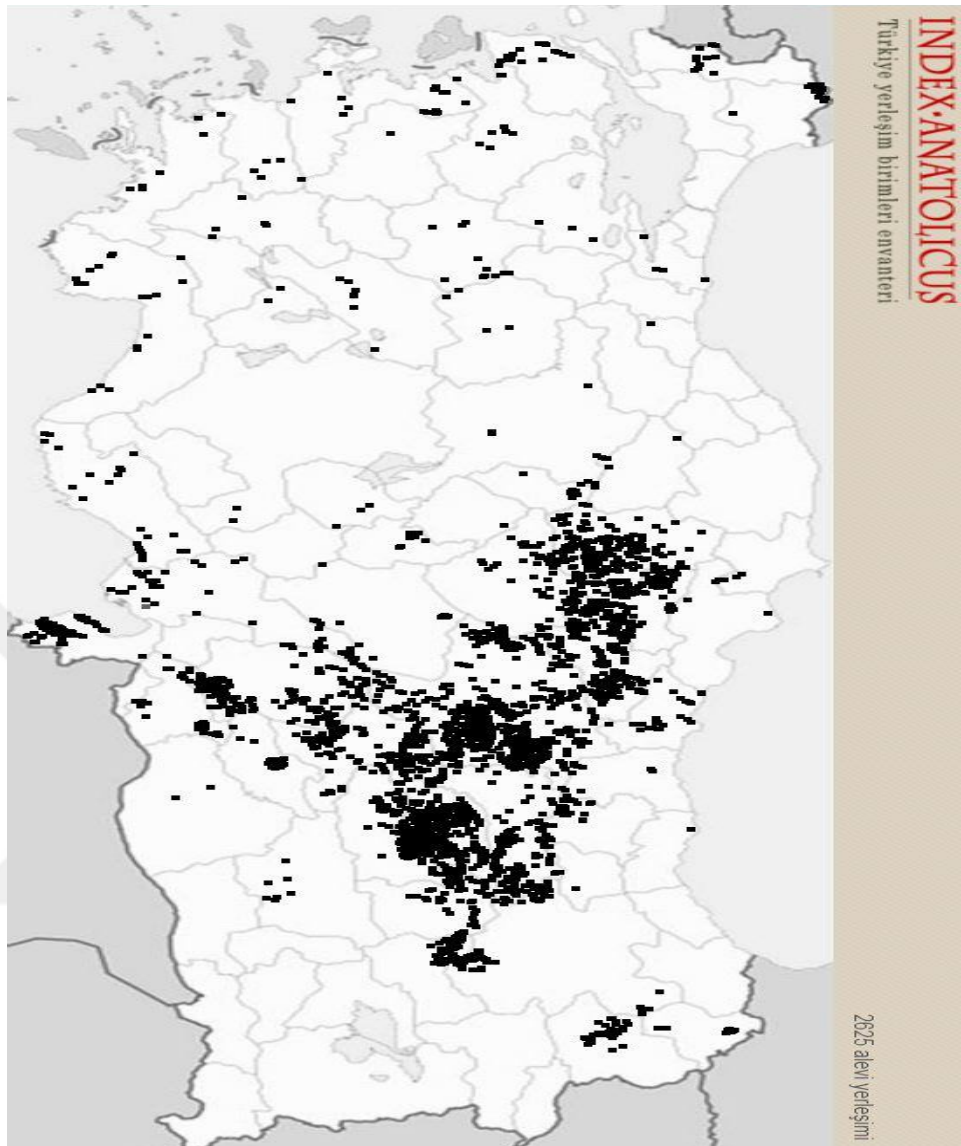 INDEX·ANATOLICUS
Türkiye yerleşim birimleri envanteri
2625 alevi yerleşimi